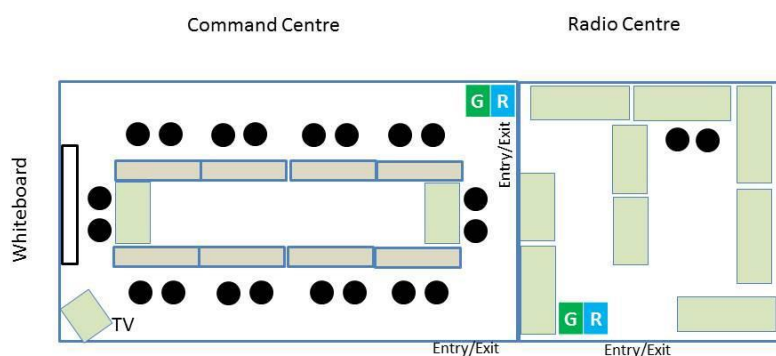 Command Centre
Radio Centre
G R
Entry/Exit
Whiteboard
TV
G R
Entry/Exit
Entry/Exit